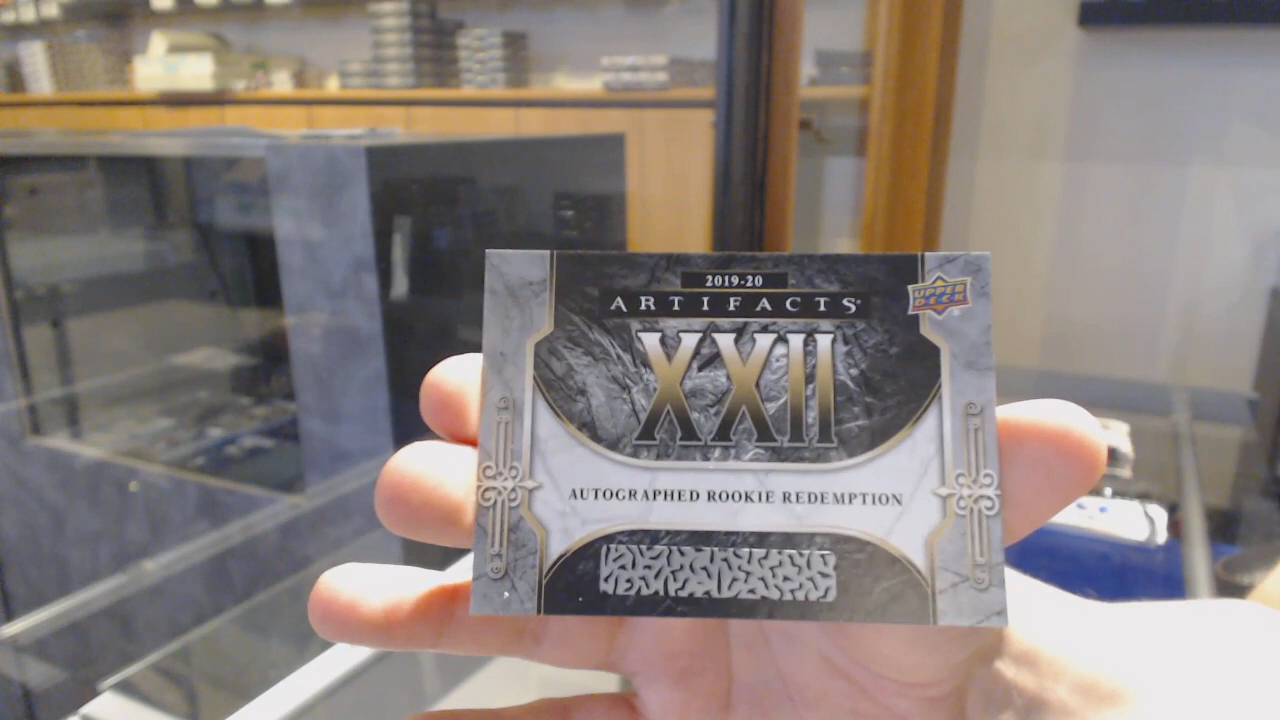 2019-20
ARTIFACTS
UPPER
DECK
XXII
AUTOGRAPHED ROOKIE REDEMPTION